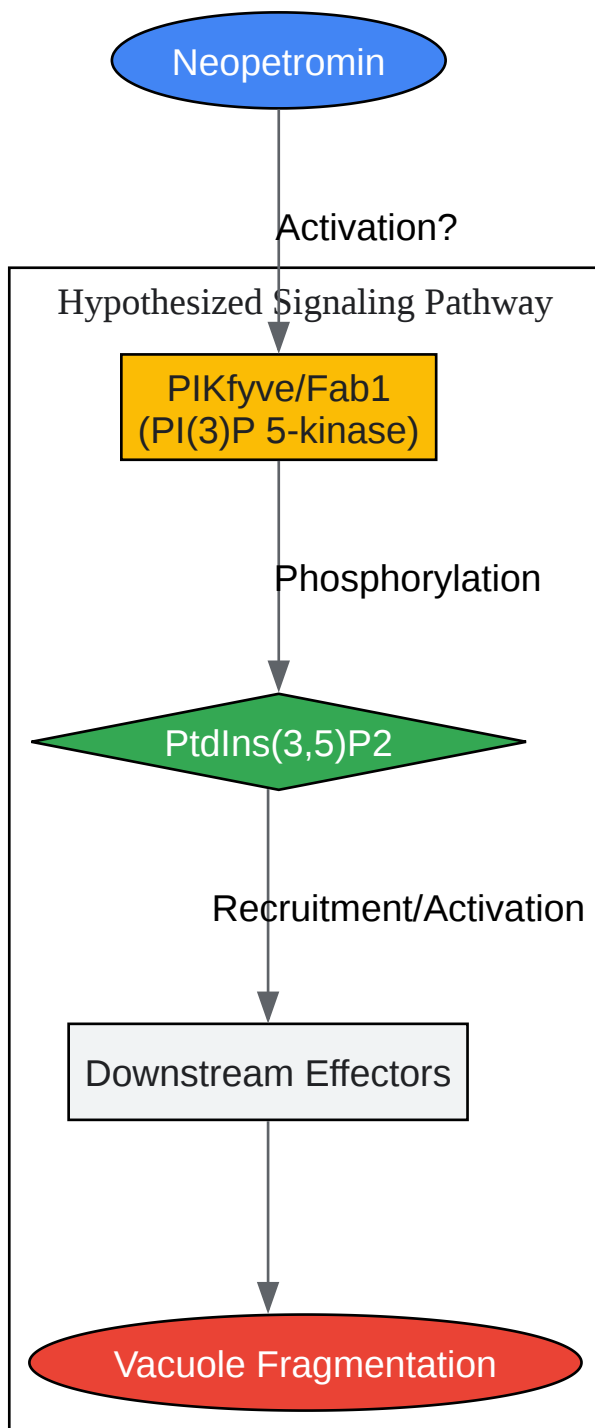 Neopetromin
Activation?
Hypothesized Signaling Pathway
PIKfyve/Fab1
(PI(3)P 5-kinase)
Phosphorylation
PtdIns(3,5)P2
Recruitment/Activation
Downstream Effectors
Vacuole Fragmentation